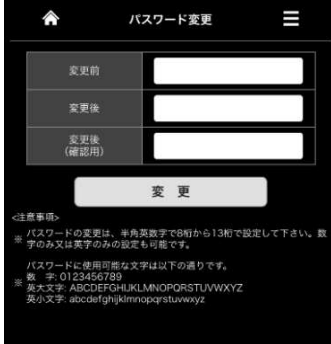 パスワード変更
変更前
変更後
変更後
(確認用)
変 更
<注意事項>
※ パスワードの変更は、半角英数字で8桁から13桁で設定して下さい。数
字のみ又は英字のみの設定も可能です。
パスワードに使用可能な文字は以下の通りです。
※ 数 字: 0123456789
英大文字: ABCDEFGHIJKLMNOPQRSTUVWXYZ
英小文字: abcdefghijklmnopqrstuvwxyz